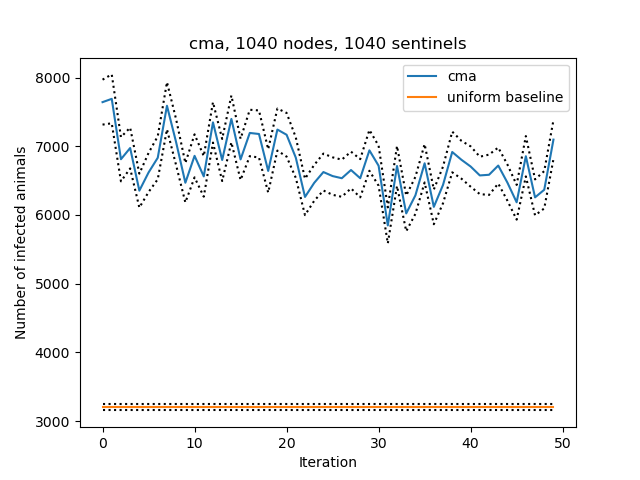 cma, 1040 nodes, 1040 sentinels
cma
uniform baseline
Number of infected animals
8000
7000
6000
5000
4000
3000
0 10 20 30 40 50
Iteration